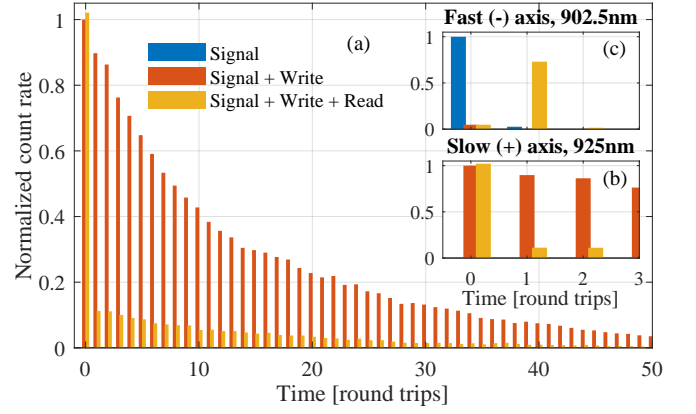 Normalized count rate
1
0.8
0.6
0.4
0.2
0
(a)
Signal
Signal + Write
Signal + Write + Read
Fast (-) axis, 902.5nm
1
0.5
0
(c)
Slow (+) axis, 925nm
1
0.5
0
(b)
0 1 2 3
Time [round trips]
0 10 20 30 40 50
Time [round trips]